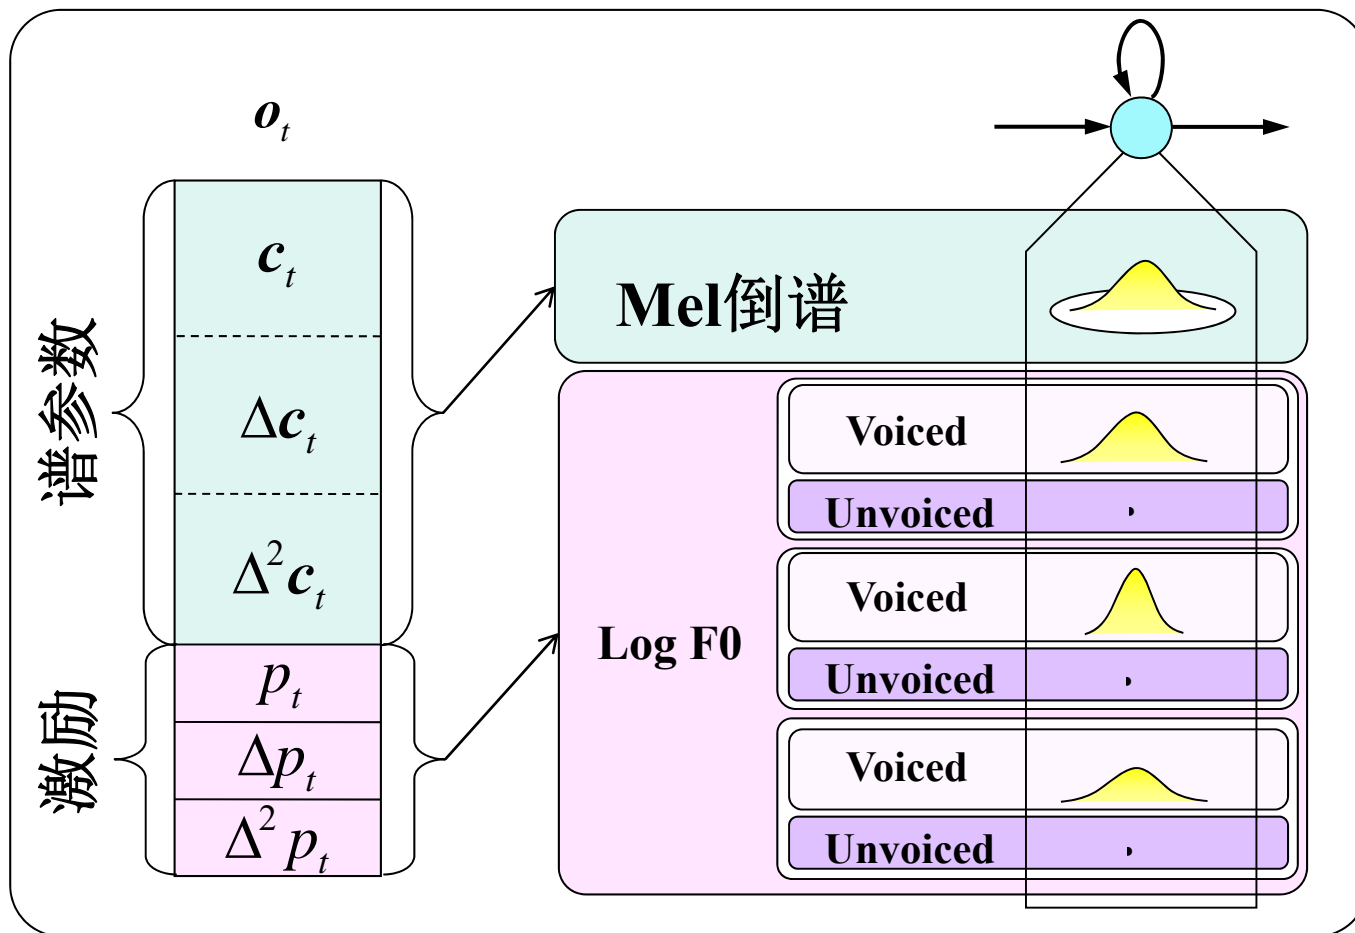 o_t
谱参数
c_t
Δc_t
Δ²c_t
激励
p_t
Δp_t
Δ²p_t
Mel倒谱
Log F0
Voiced
Unvoiced
Voiced
Unvoiced
Voiced
Unvoiced